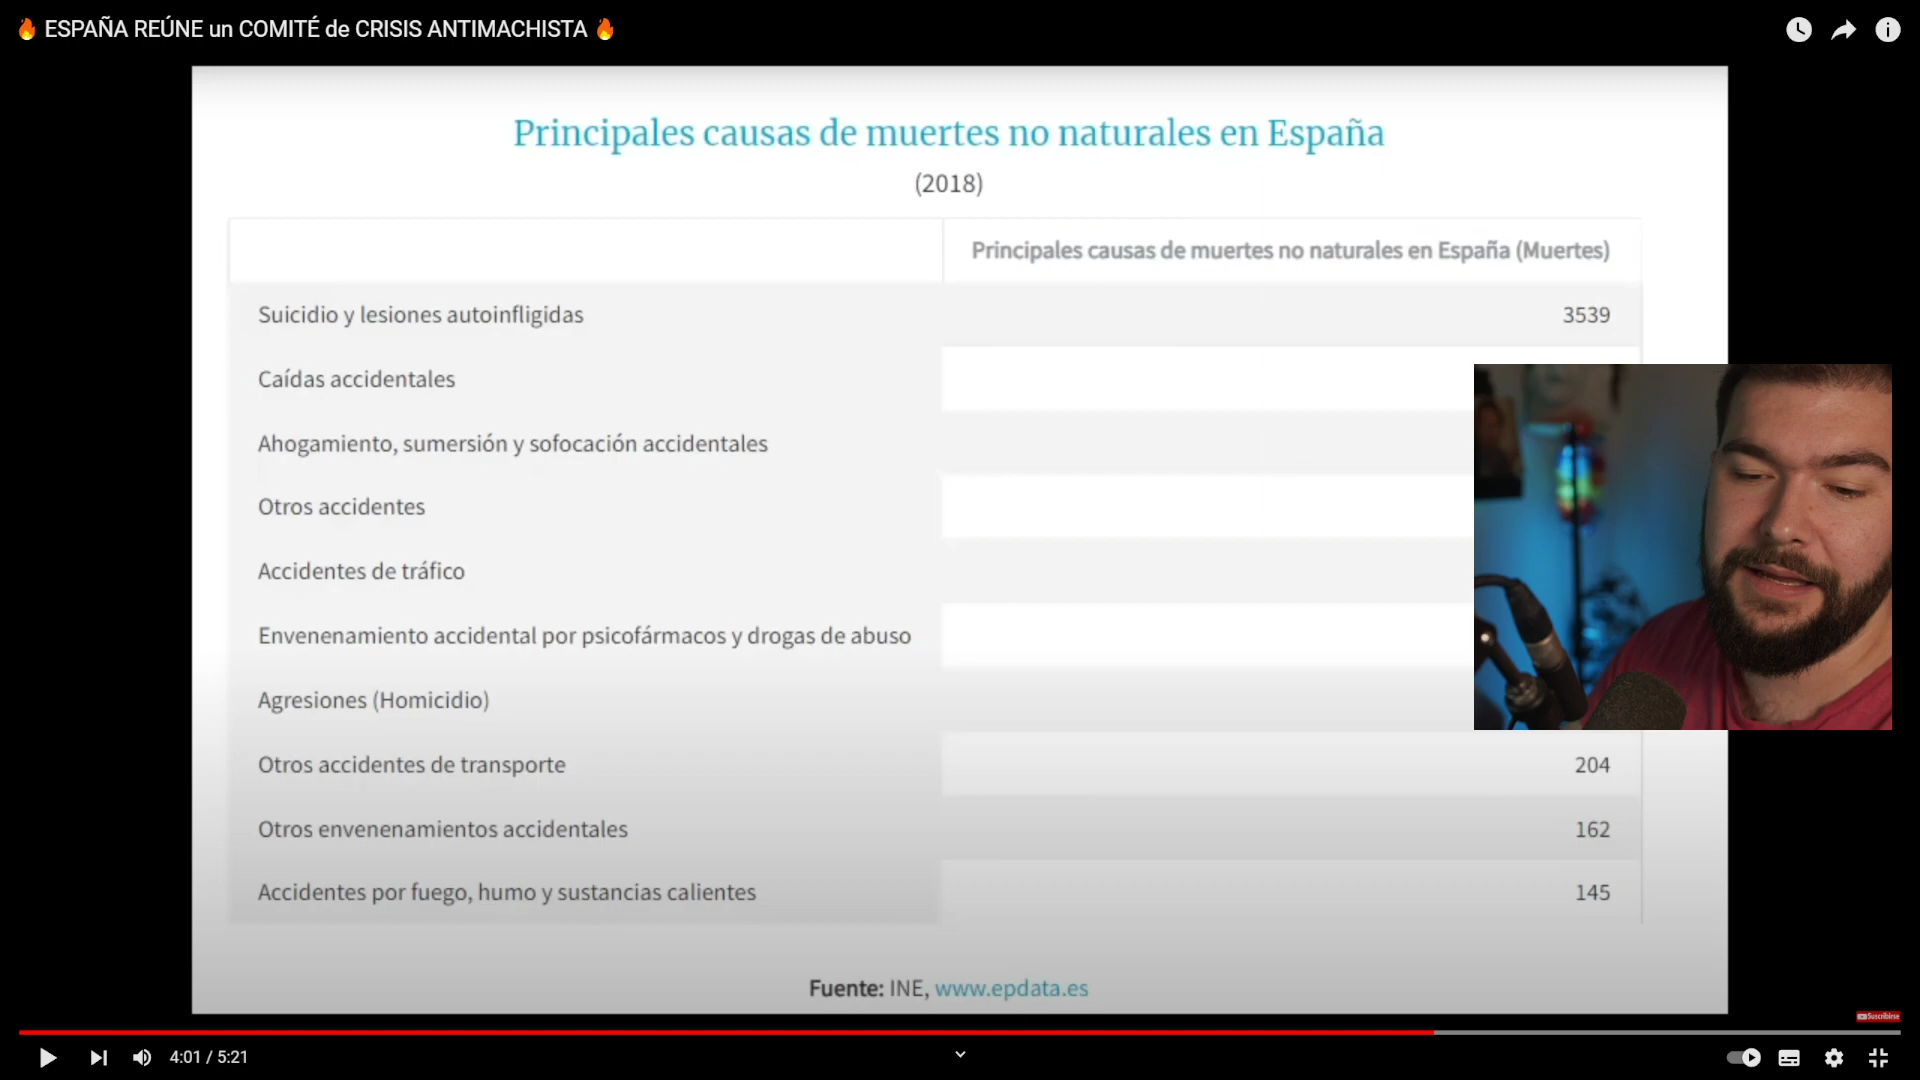 🔥 ESPAÑA REÚNE un COMITÉ de CRISIS ANTIMACHISTA 🔥
Principales causas de muertes no naturales en España
(2018)
Principales causas de muertes no naturales en España (Muertes)
Suicidio y lesiones autoinfligidas 3539
Caídas accidentales
Ahogamiento, sumersión y sofocación accidentales
Otros accidentes
Accidentes de tráfico
Envenenamiento accidental por psicofármacos y drogas de abuso
Agresiones (Homicidio)
Otros accidentes de transporte 204
Otros envenenamientos accidentales 162
Accidentes por fuego, humo y sustancias calientes 145
Fuente: INE, www.epdata.es
Suscribirse
4:01 / 5:21